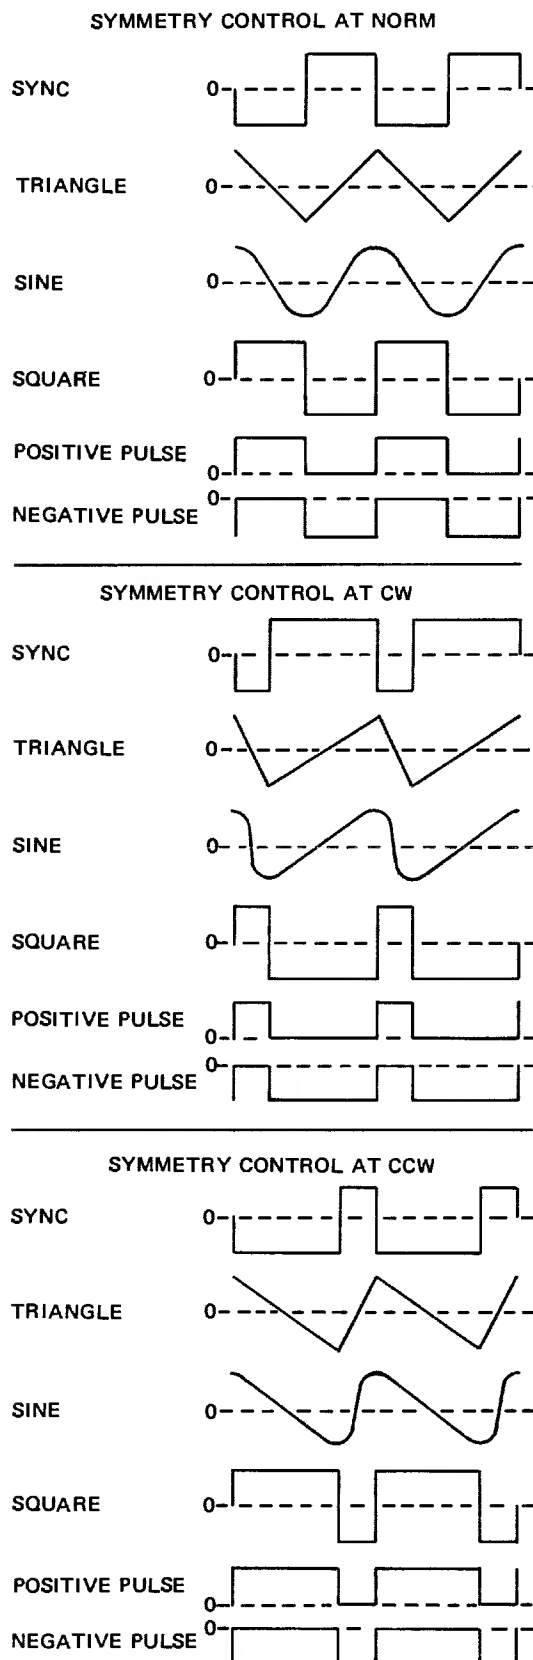 SYMMETRY CONTROL AT NORM
SYNC 0
TRIANGLE 0
SINE 0
SQUARE 0
POSITIVE PULSE 0
NEGATIVE PULSE 0
SYMMETRY CONTROL AT CW
SYNC 0
TRIANGLE 0
SINE 0
SQUARE 0
POSITIVE PULSE 0
NEGATIVE PULSE 0
SYMMETRY CONTROL AT CCW
SYNC 0
TRIANGLE 0
SINE 0
SQUARE 0
POSITIVE PULSE 0
NEGATIVE PULSE 0